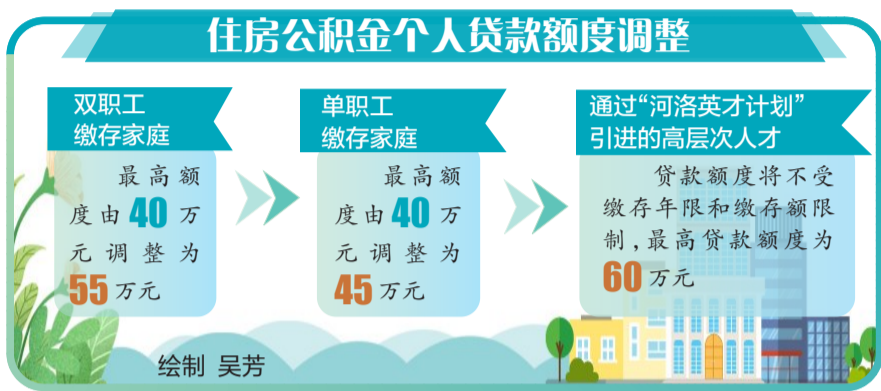 住房公积金个人贷款额度调整
双职工
缴存家庭
最高额
度由40万
元调整为
55万元
单职工
缴存家庭
最高额
度由40万
元调整为
45万元
通过“河洛英才计划”
引进的高层次人才
贷款额度将不受
缴存年限和缴存额限
制,最高贷款额度为
60万元
绘制 吴芳